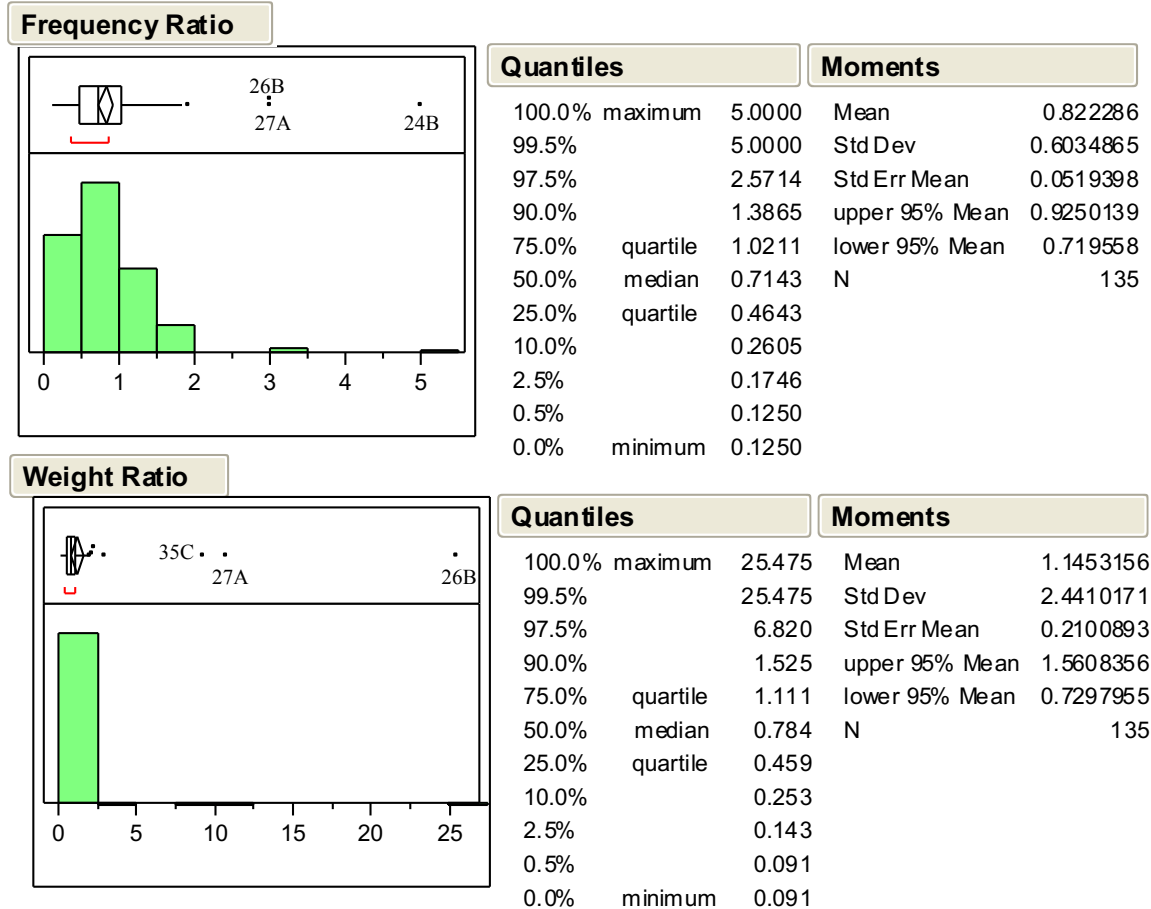 Frequency Ratio
26B
27A
24B
0 1 2 3 4 5
Quantiles
100.0% maximum 5.0000
99.5% 5.0000
97.5% 2.5714
90.0% 1.3865
75.0% quartile 1.0211
50.0% median 0.7143
25.0% quartile 0.4643
10.0% 0.2605
2.5% 0.1746
0.5% 0.1250
0.0% minimum 0.1250
Moments
Mean 0.822286
Std Dev 0.6034865
Std Err Mean 0.0519398
upper 95% Mean 0.9250139
lower 95% Mean 0.719558
N 135
Weight Ratio
35C
27A
26B
0 5 10 15 20 25
Quantiles
100.0% maximum 25.475
99.5% 25.475
97.5% 6.820
90.0% 1.525
75.0% quartile 1.111
50.0% median 0.784
25.0% quartile 0.459
10.0% 0.253
2.5% 0.143
0.5% 0.091
0.0% minimum 0.091
Moments
Mean 1.1453156
Std Dev 2.4410171
Std Err Mean 0.2100893
upper 95% Mean 1.5608356
lower 95% Mean 0.7297955
N 135